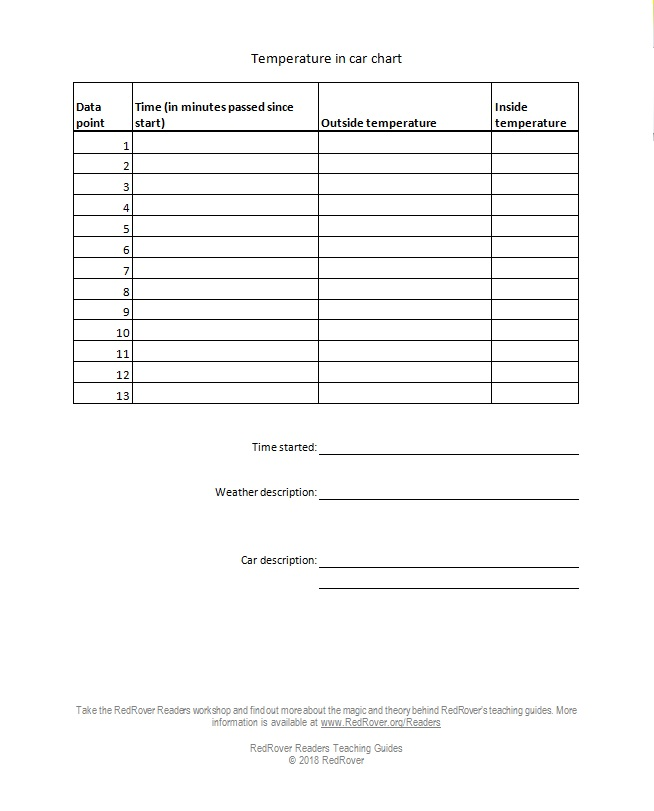 Temperature in car chart
Data point
Time (in minutes passed since start)
Outside temperature
Inside temperature
1
2
3
4
5
6
7
8
9
10
11
12
13
Time started:
Weather description:
Car description:
Take the RedRover Readers workshop and find out more about the magic and theory behind RedRover's teaching guides. More
information is available at www.RedRover.org/Readers
RedRover Readers Teaching Guides
© 2018 RedRover